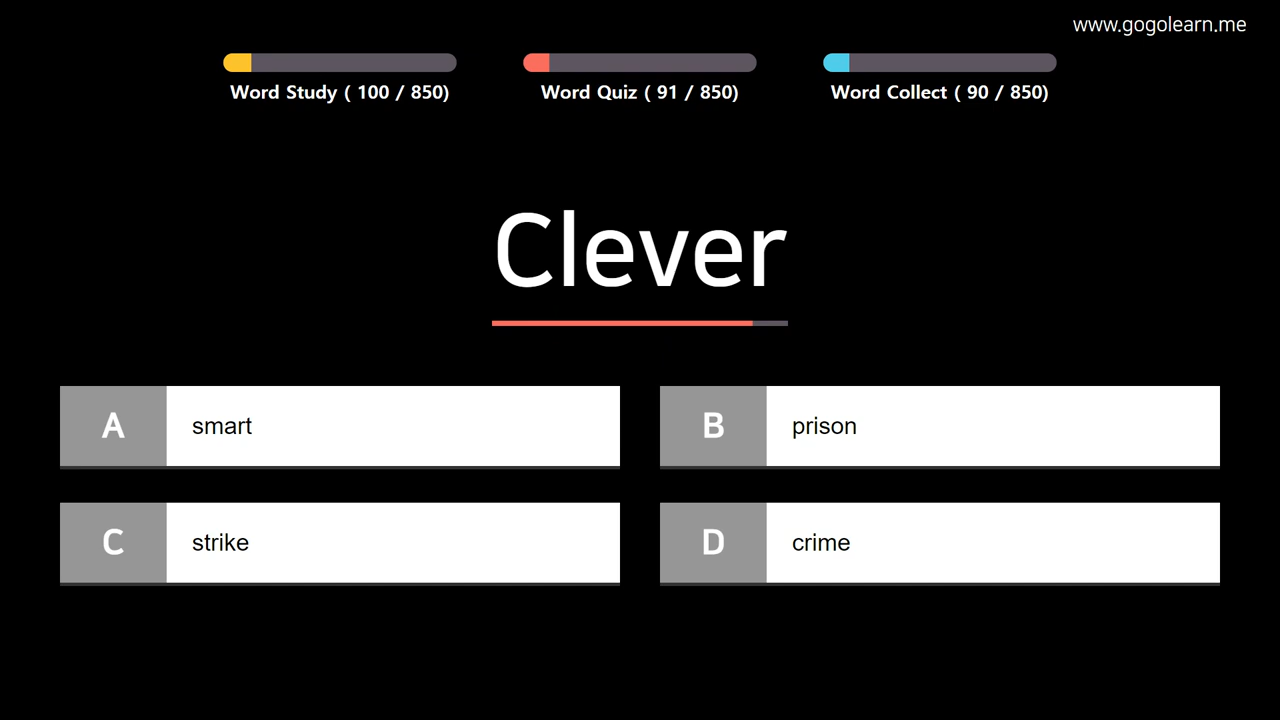 www.gogolearn.me
Word Study ( 100 / 850)
Word Quiz ( 91 / 850)
Word Collect ( 90 / 850)
Clever
A smart
B prison
C strike
D crime